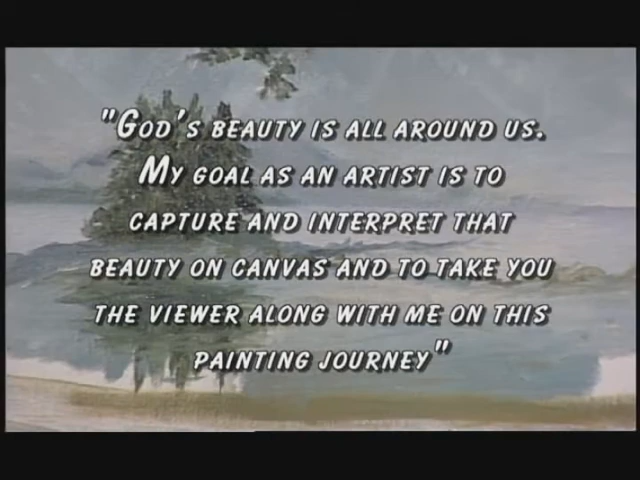 "God's beauty is all around us.
My goal as an artist is to
capture and interpret that
beauty on canvas and to take you
the viewer along with me on this
painting journey"